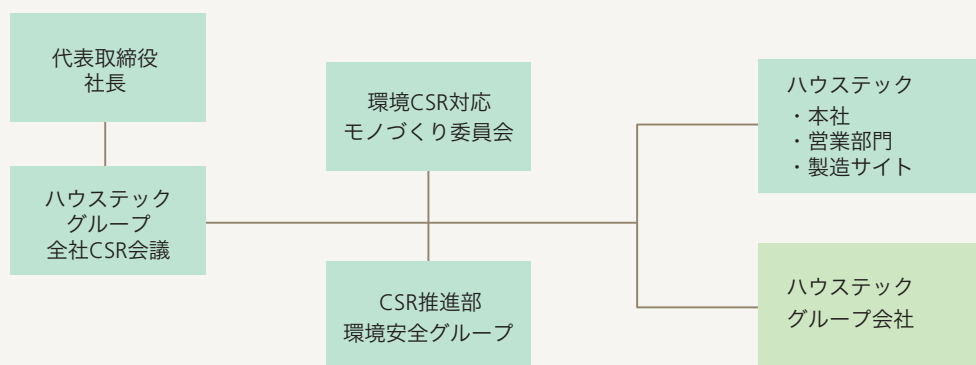 代表取締役
社長
ハウステック
グループ
全社CSR会議
環境CSR対応
モノづくり委員会
CSR推進部
環境安全グループ
ハウステック
・本社
・営業部門
・製造サイト
ハウステック
グループ会社